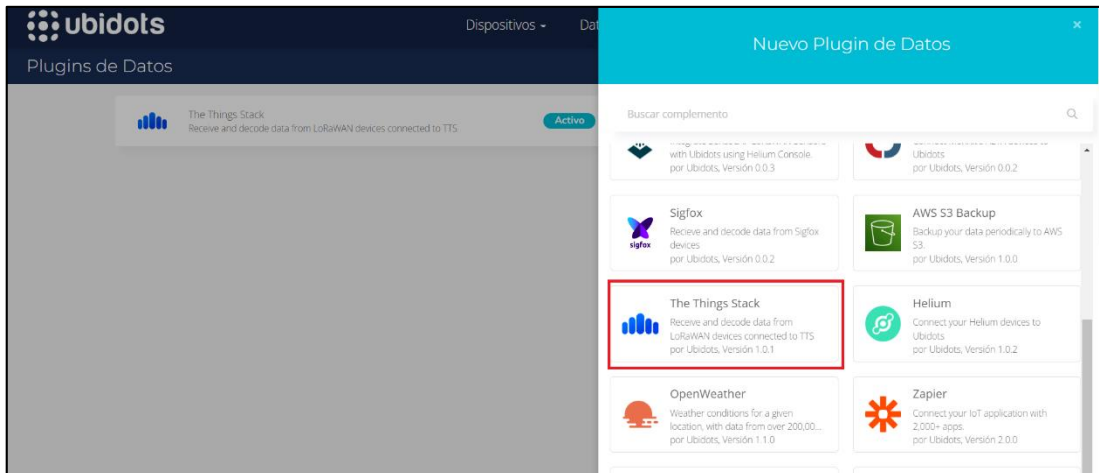 ubidots
Dispositivos
Dat
Plugins de Datos
The Things Stack
Receive and decode data from LoRaWAN devices connected to TTS
Activo
Nuevo Plugin de Datos
×
Buscar complemento
with Ubidots using Helium Console.
por Ubidots, Versión 0.0.3
Ubidots
por Ubidots, Versión 0.0.2
Sigfox
Recieve and decode data from Sigfox
devices
por Ubidots, Versión 0.0.2
sigfox
AWS S3 Backup
Backup your data periodically to AWS
S3.
por Ubidots, Versión 1.0.0
The Things Stack
Receive and decode data from
LoRaWAN devices connected to TTS
por Ubidots, Versión 1.0.1
Helium
Connect your Helium devices to
Ubidots
por Ubidots, Versión 1.0.2
OpenWeather
Weather conditions for a given
location, with data from over 200,00...
por Ubidots, Versión 1.1.0
Zapier
Connect your IoT application with
2,000+ apps.
por Ubidots, Versión 2.0.0